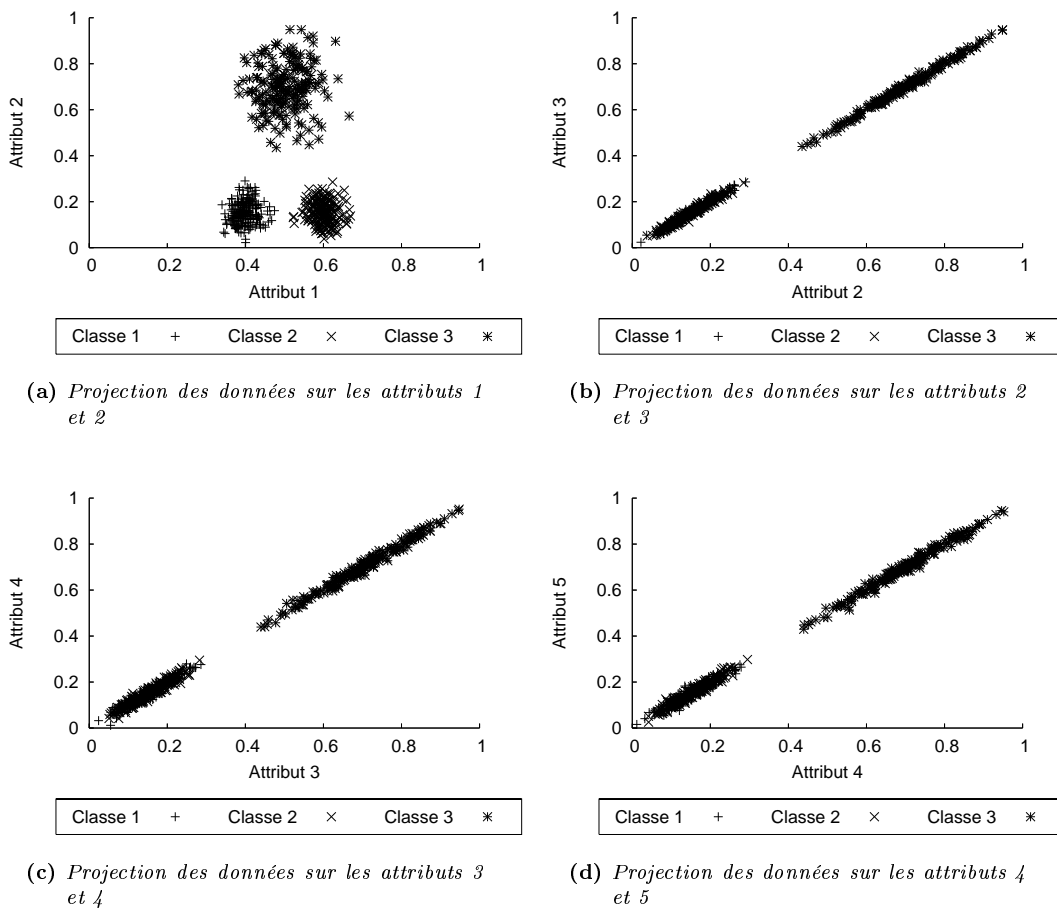 1
0.8
0.6
0.4
0.2
0
0 0.2 0.4 0.6 0.8 1
Attribut 2
Attribut 1
Classe 1 + Classe 2 × Classe 3 ✳
(a) Projection des données sur les attributs 1
et 2
1
0.8
0.6
0.4
0.2
0
0 0.2 0.4 0.6 0.8 1
Attribut 3
Attribut 2
Classe 1 + Classe 2 × Classe 3 ✳
(b) Projection des données sur les attributs 2
et 3
1
0.8
0.6
0.4
0.2
0
0 0.2 0.4 0.6 0.8 1
Attribut 4
Attribut 3
Classe 1 + Classe 2 × Classe 3 ✳
(c) Projection des données sur les attributs 3
et 4
1
0.8
0.6
0.4
0.2
0
0 0.2 0.4 0.6 0.8 1
Attribut 5
Attribut 4
Classe 1 + Classe 2 × Classe 3 ✳
(d) Projection des données sur les attributs 4
et 5